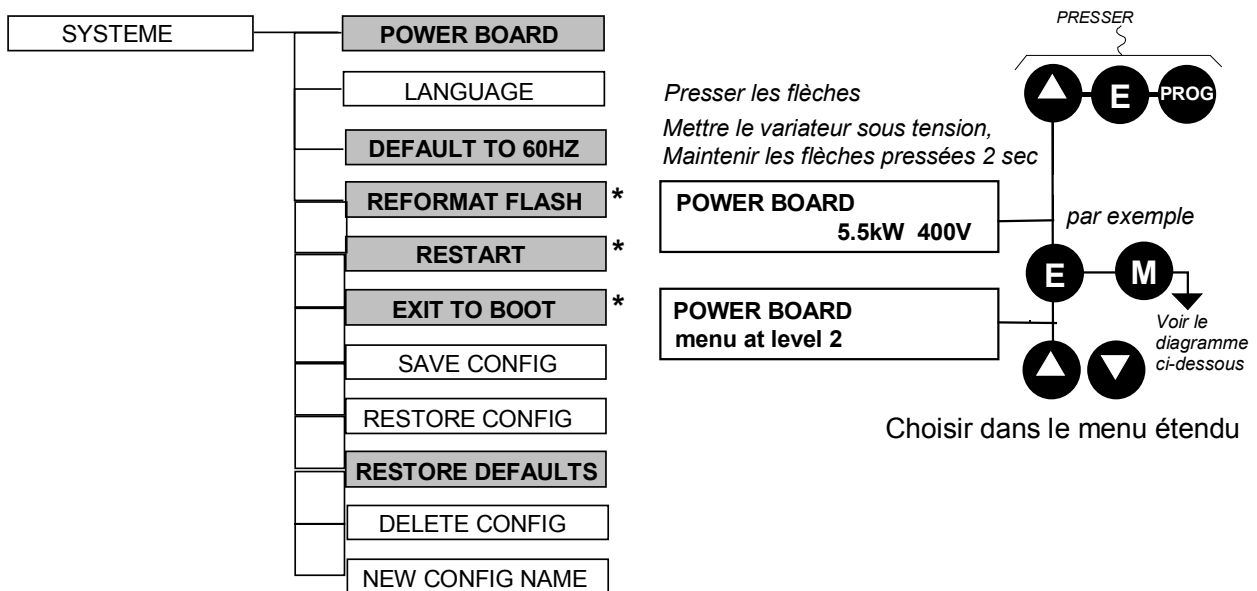 SYSTEME
POWER BOARD
LANGUAGE
DEFAULT TO 60HZ
REFORMAT FLASH *
RESTART *
EXIT TO BOOT *
SAVE CONFIG
RESTORE CONFIG
RESTORE DEFAULTS
DELETE CONFIG
NEW CONFIG NAME
PRESSER
E
PROG
Presser les flèches
Mettre le variateur sous tension,
Maintenir les flèches pressées 2 sec
POWER BOARD
5.5kW 400V
par exemple
E
M
POWER BOARD
menu at level 2
Voir le
diagramme
ci-dessous
Choisir dans le menu étendu